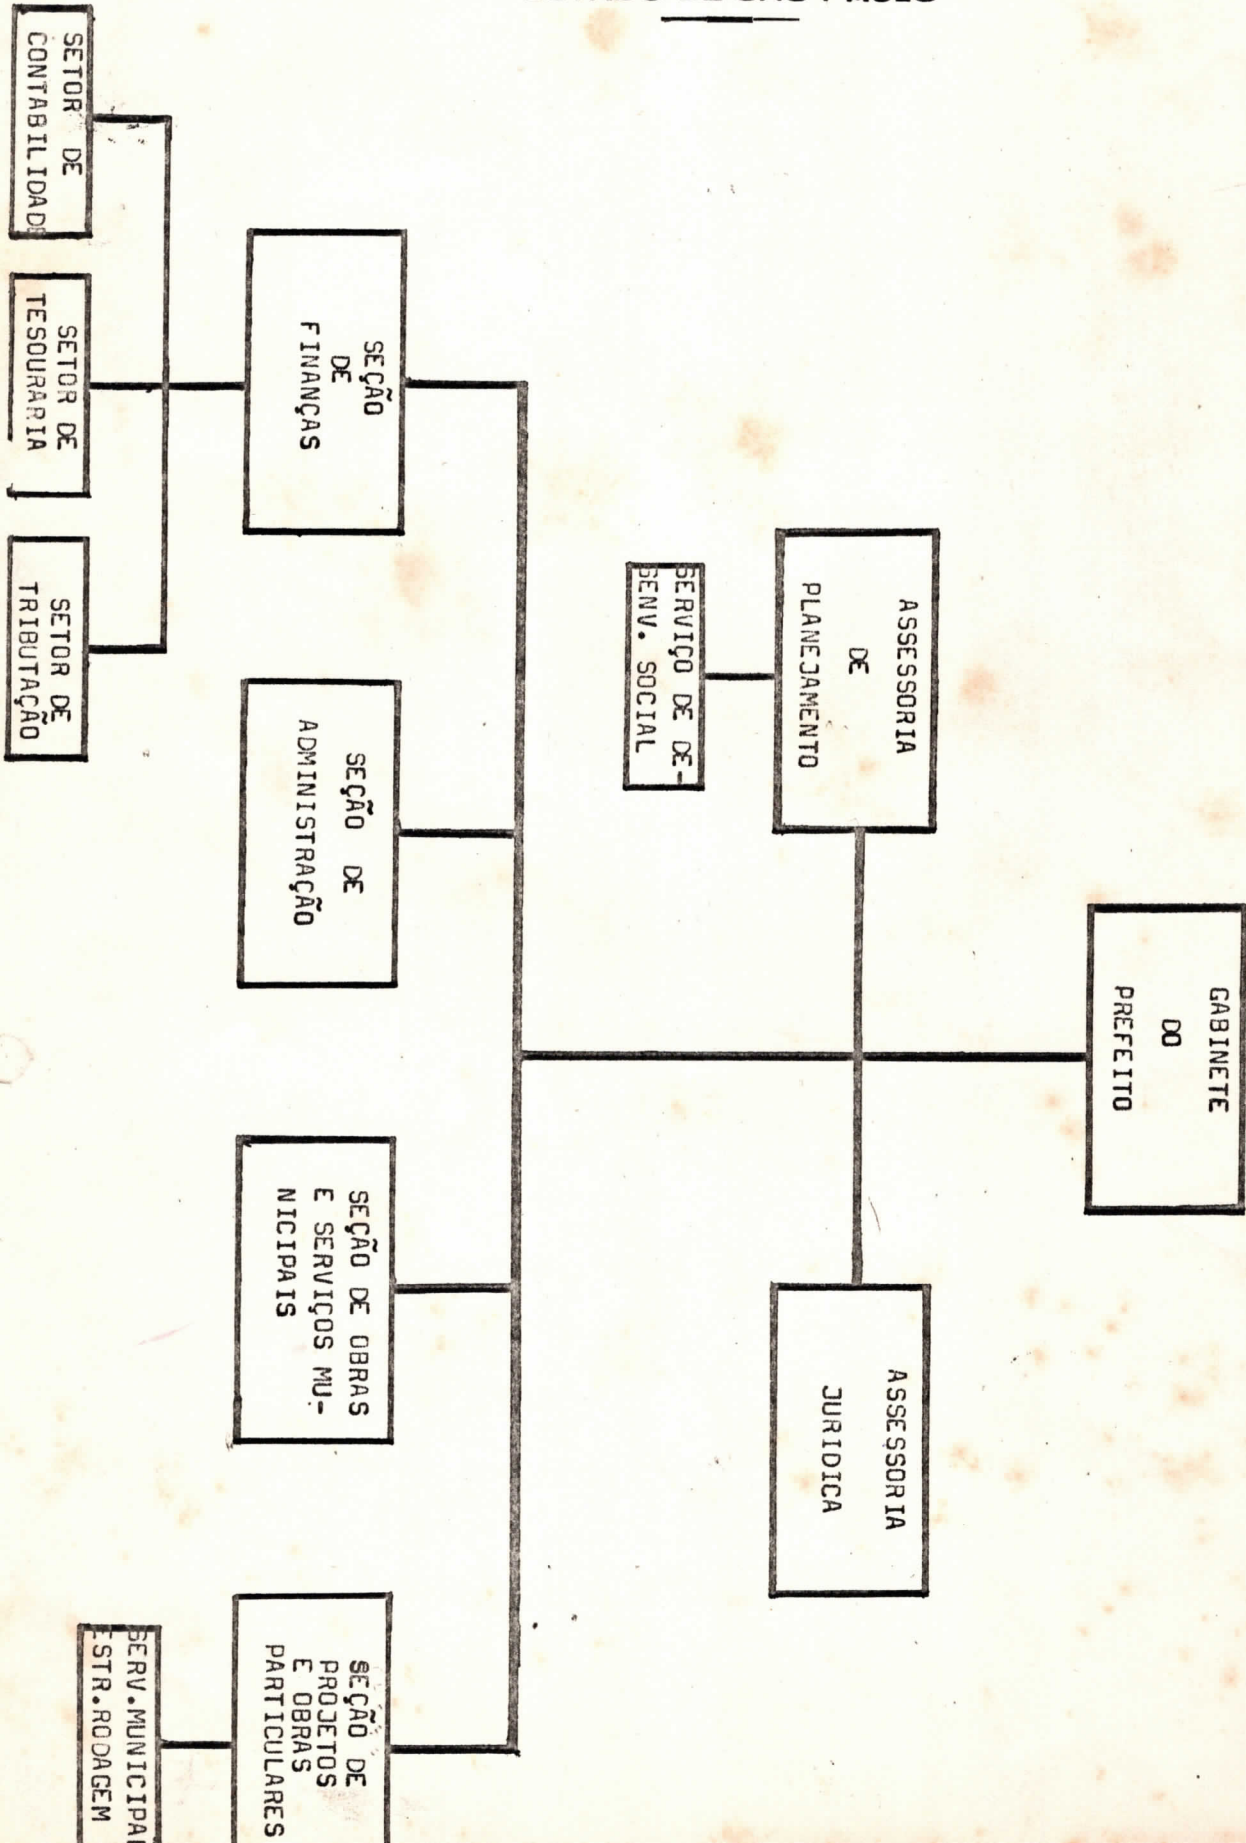 GABINETE
DO
PREFEITO
ASSESSORIA
DE
PLANEJAMENTO
ASSESSORIA
JURIDICA
SERVIÇO DE DE-
SENV. SOCIAL
SEÇÃO
DE
FINANÇAS
SEÇÃO DE
ADMINISTRAÇÃO
SEÇÃO DE OBRAS
E SERVIÇOS MU-
NICIPAIS
SEÇÃO DE
PROJETOS
E OBRAS
PARTICULARES
SETOR DE
CONTABILIDADE
SETOR DE
TESOURARIA
SETOR DE
TRIBUTAÇÃO
SERV.MUNICIPAL
ESTR.RODAGEM